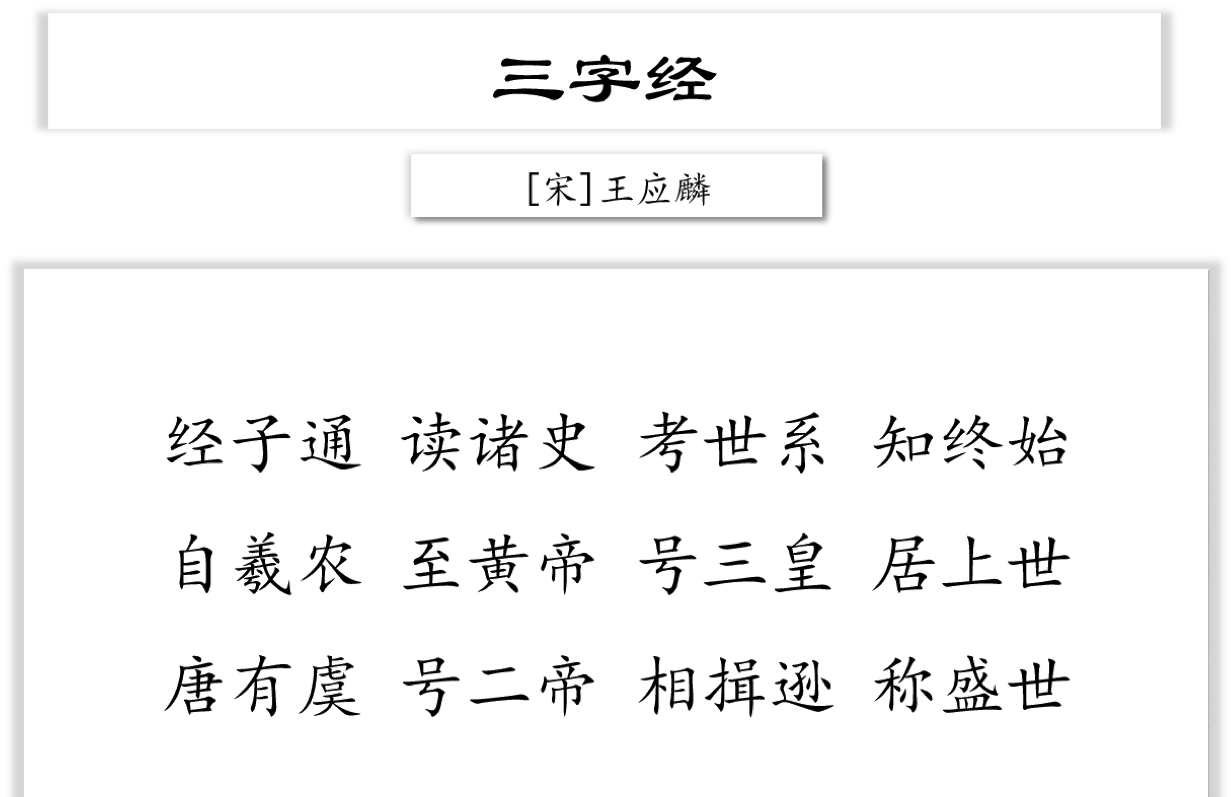 三字经
[宋]王应麟
经子通 读诸史 考世系 知终始
自羲农 至黄帝 号三皇 居上世
唐有虞 号二帝 相揖逊 称盛世